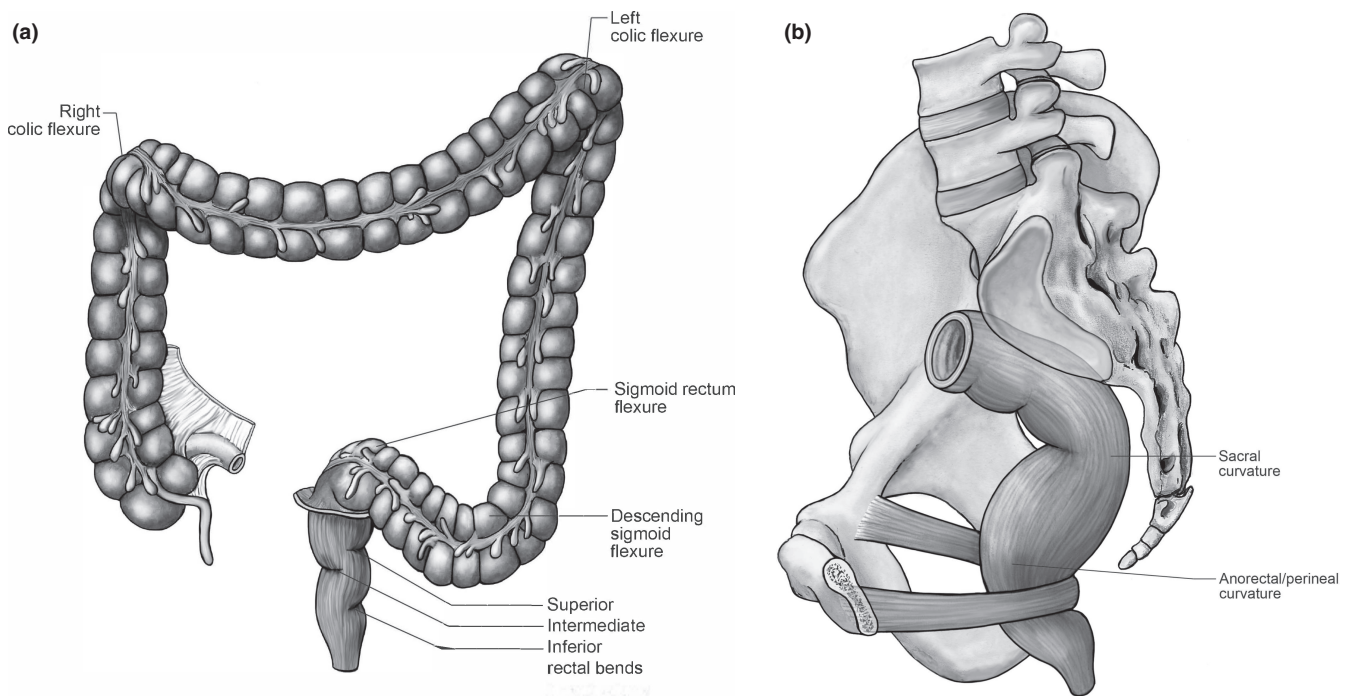 (a)
Left
colic flexure
Right
colic flexure
Sigmoid rectum
flexure
Descending
sigmoid
flexure
Superior
Intermediate
Inferior
rectal bends
(b)
Sacral
curvature
Anorectal/perineal
curvature